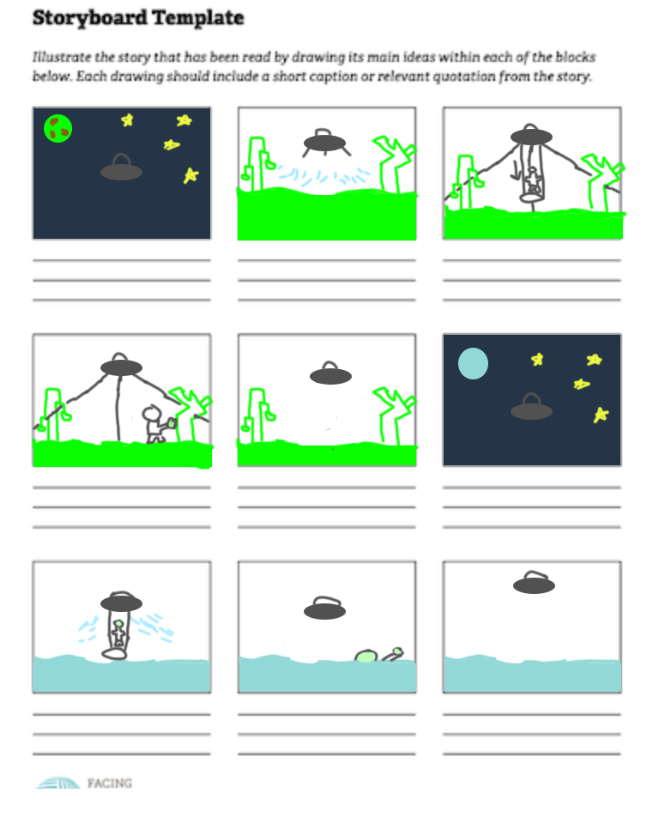 Storyboard Template
Illustrate the story that has been read by drawing its main ideas within each of the blocks
below. Each drawing should include a short caption or relevant quotation from the story.
FACING